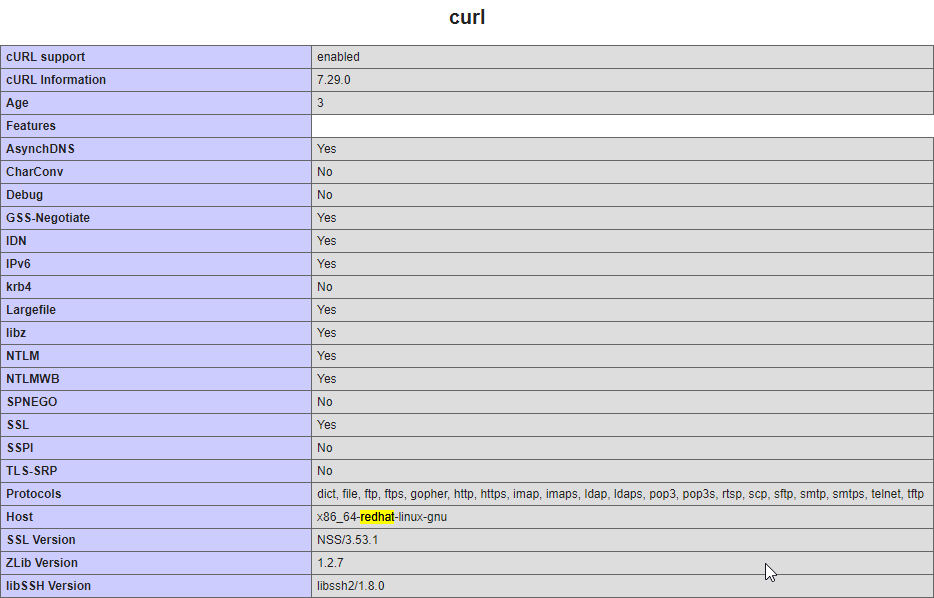 curl
cURL support enabled
cURL Information 7.29.0
Age 3
Features
AsynchDNS Yes
CharConv No
Debug No
GSS-Negotiate Yes
IDN Yes
IPv6 Yes
krb4 No
Largefile Yes
libz Yes
NTLM Yes
NTLMWB Yes
SPNEGO No
SSL Yes
SSPI No
TLS-SRP No
Protocols dict, file, ftp, ftps, gopher, http, https, imap, imaps, ldap, ldaps, pop3, pop3s, rtsp, scp, sftp, smtp, smtps, telnet, tftp
Host x86_64-redhat-linux-gnu
SSL Version NSS/3.53.1
ZLib Version 1.2.7
libSSH Version libssh2/1.8.0